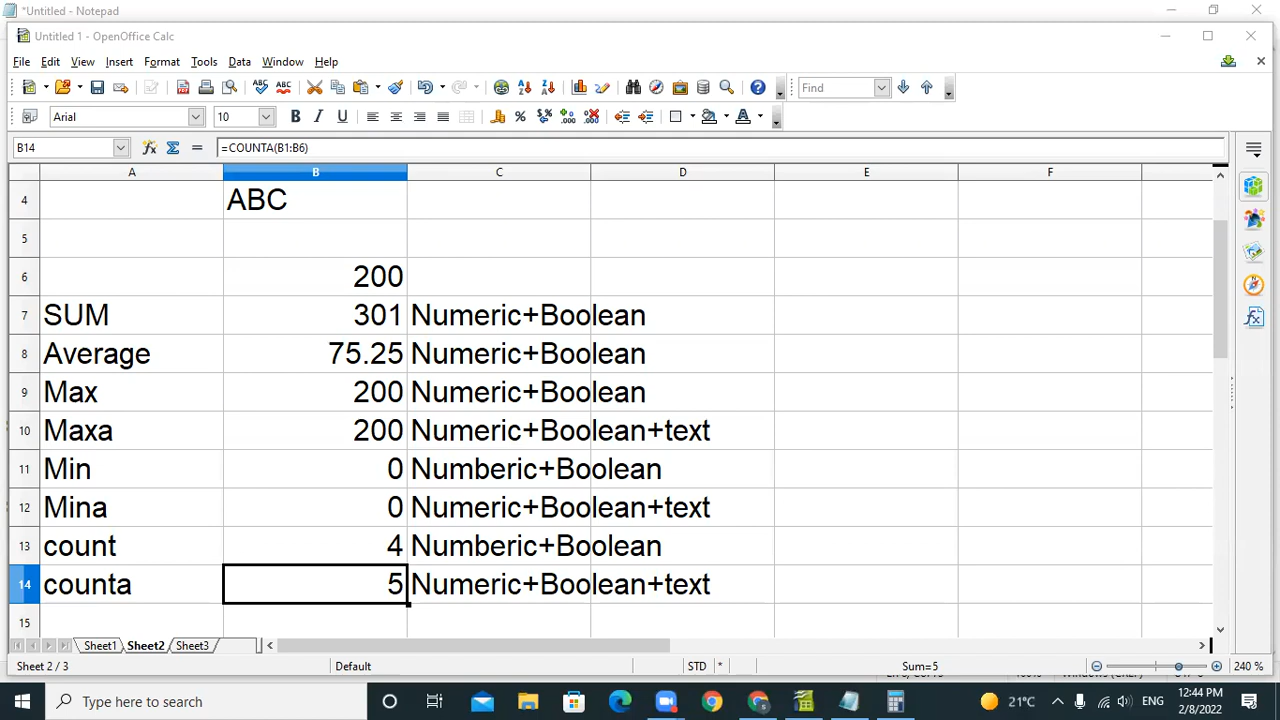 *Untitled - Notepad
Untitled 1 - OpenOffice Calc
File Edit View Insert Format Tools Data Window Help
Find
Arial 10
B14 =COUNTA(B1:B6)
A B C D E F
4 ABC
5
6 200
7 SUM 301 Numeric+Boolean
8 Average 75.25 Numeric+Boolean
9 Max 200 Numeric+Boolean
10 Maxa 200 Numeric+Boolean+text
11 Min 0 Numberic+Boolean
12 Mina 0 Numeric+Boolean+text
13 count 4 Numberic+Boolean
14 counta 5 Numeric+Boolean+text
15
Sheet1 Sheet2 Sheet3
Sheet 2 / 3 Default STD * Sum=5 240 %
Type here to search 21°C ENG 12:44 PM
2/8/2022